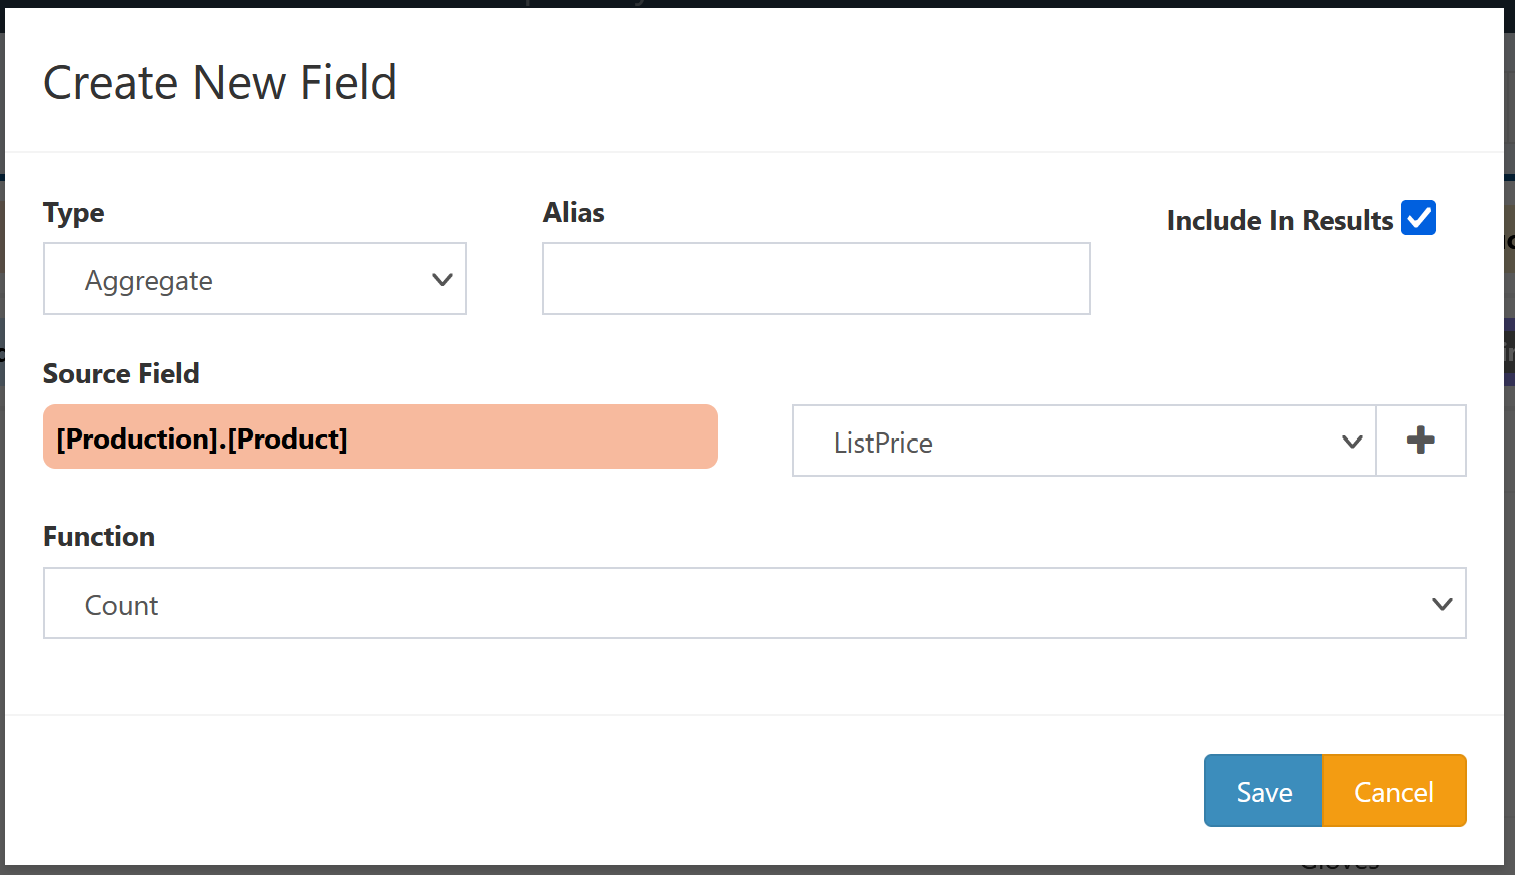 Create New Field
Type
Alias
Include In Results
Aggregate
Source Field
[Production].[Product]
ListPrice
Function
Count
Save
Cancel